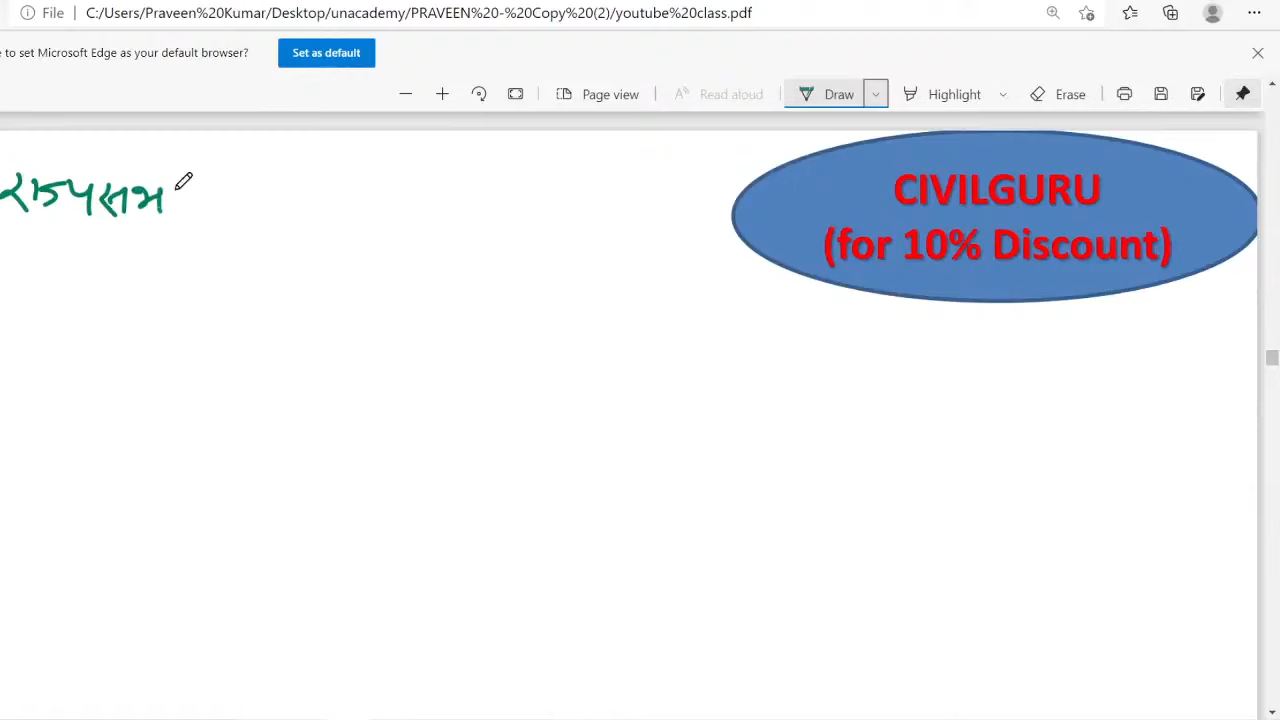 File C:/Users/Praveen%20Kumar/Desktop/unacademy/PRAVEEN%20-%20Copy%20(2)/youtube%20class.pdf
e to set Microsoft Edge as your default browser? Set as default
Page view Read aloud Draw Highlight Erase
राज्यसभ
CIVILGURU
(for 10% Discount)